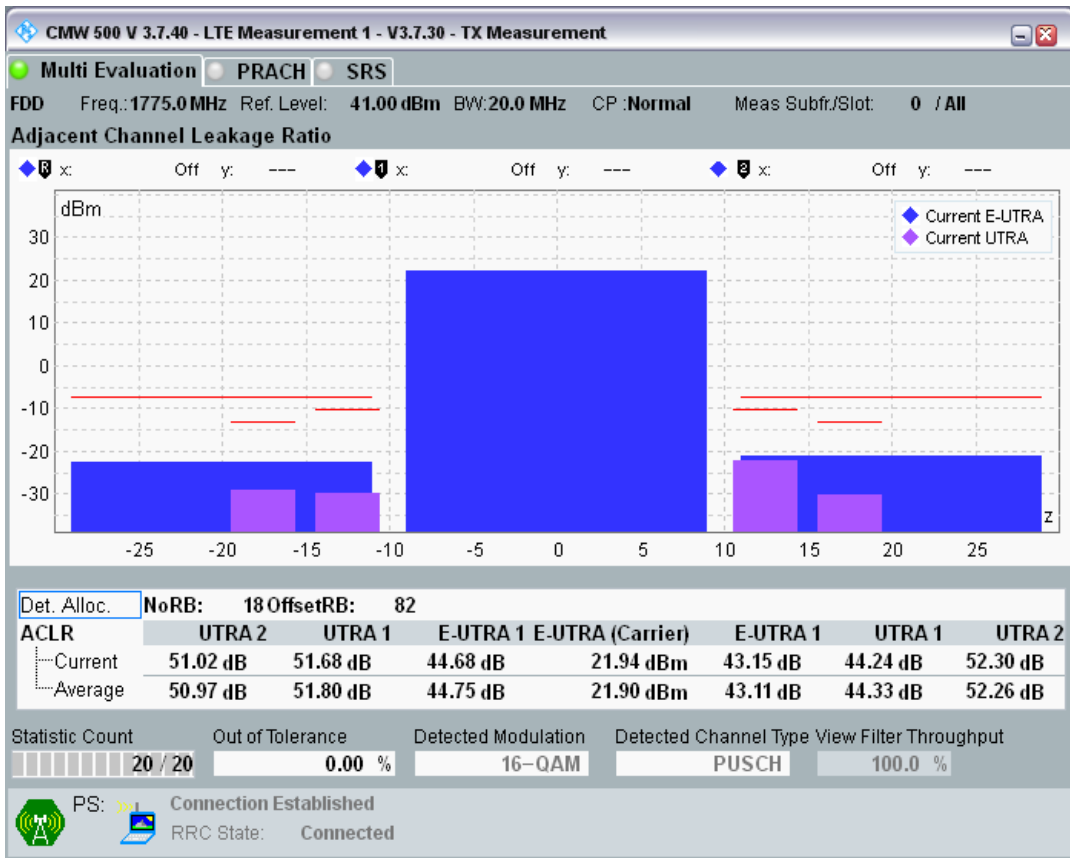 CMW 500 V 3.7.40 - LTE Measurement 1 - V3.7.30 - TX Measurement
Multi Evaluation PRACH SRS
FDD Freq.:1775.0 MHz Ref. Level: 41.00 dBm BW:20.0 MHz CP :Normal Meas Subfr./Slot: 0 / All
Adjacent Channel Leakage Ratio
R x: Off y: --- 1 x: Off y: --- 2 x: Off y: ---
dBm
Current E-UTRA
Current UTRA
30
20
10
0
-10
-20
-30
z
-25 -20 -15 -10 -5 0 5 10 15 20 25
Det. Alloc. NoRB: 18 OffsetRB: 82
ACLR UTRA 2 UTRA 1 E-UTRA 1 E-UTRA (Carrier) E-UTRA 1 UTRA 1 UTRA 2
Current 51.02 dB 51.68 dB 44.68 dB 21.94 dBm 43.15 dB 44.24 dB 52.30 dB
Average 50.97 dB 51.80 dB 44.75 dB 21.90 dBm 43.11 dB 44.33 dB 52.26 dB
Statistic Count Out of Tolerance Detected Modulation Detected Channel Type View Filter Throughput
20 / 20 0.00 % 16-QAM PUSCH 100.0 %
PS: Connection Established
RRC State: Connected